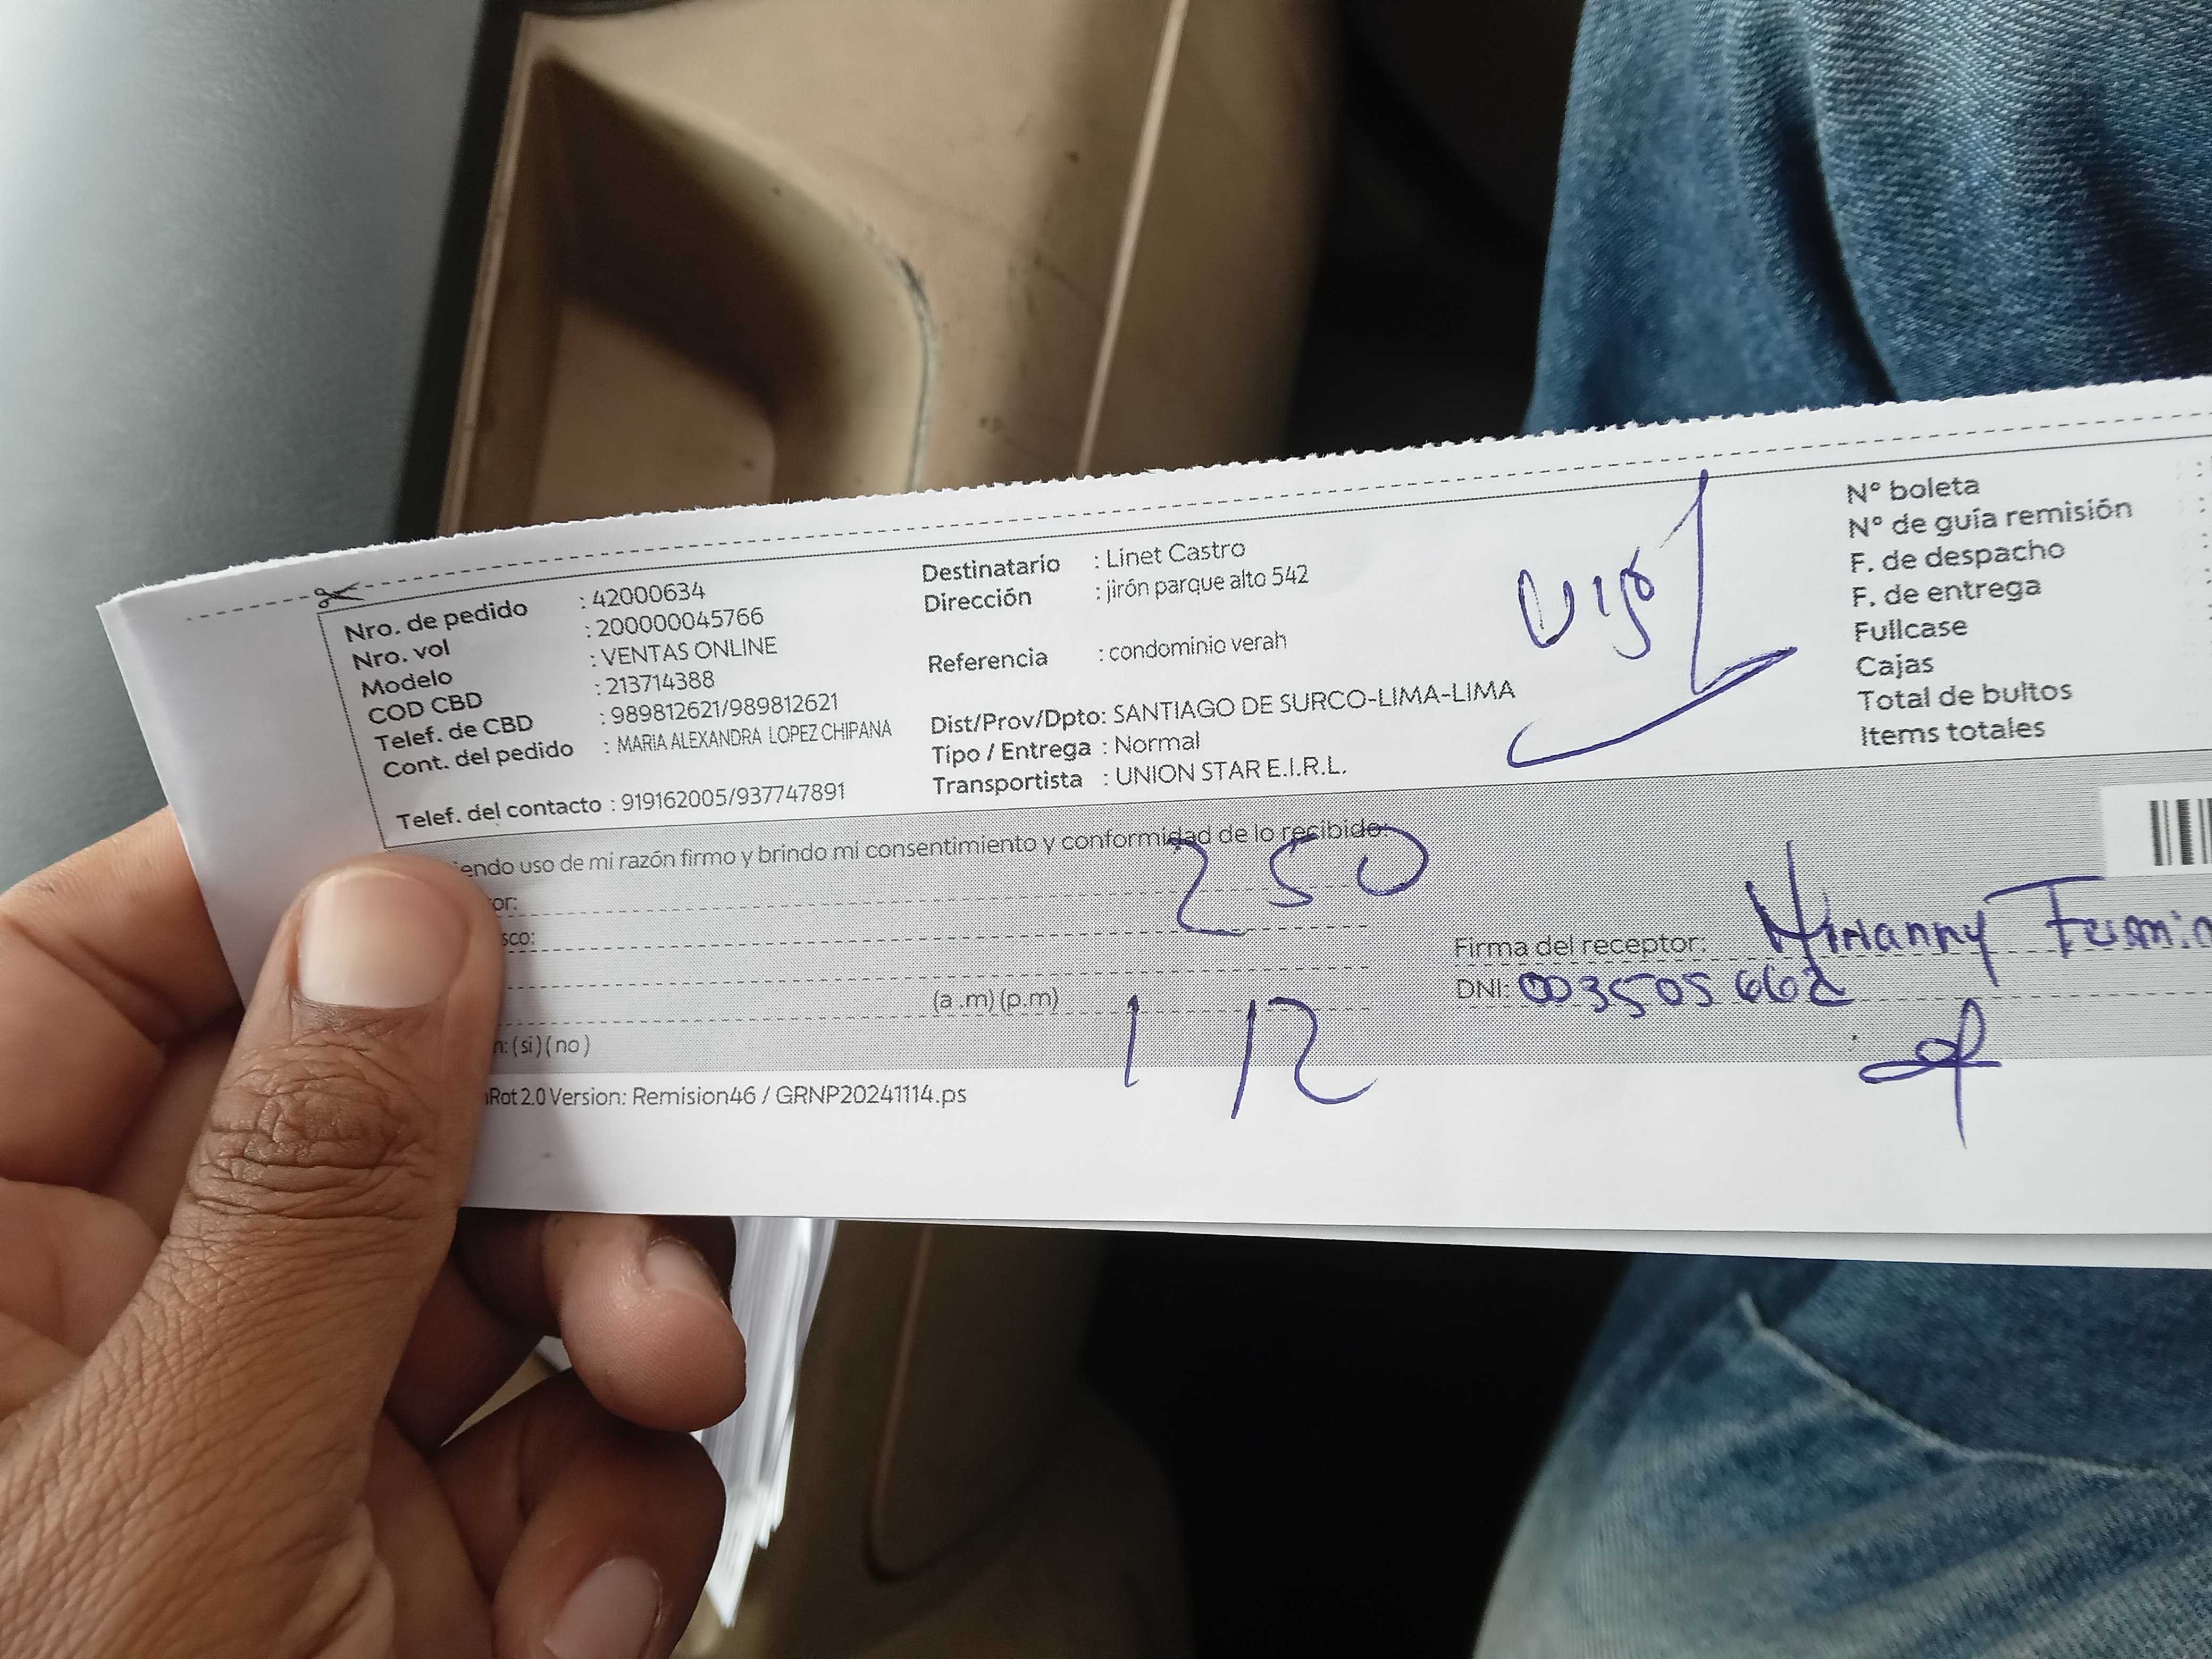 Nro. de pedido : 42000634
Nro. vol : 200000045766
Modelo : VENTAS ONLINE
COD CBD : 213714388
Telef. de CBD : 989812621/989812621
Cont. del pedido : MARIA ALEXANDRA LOPEZ CHIPANA
Telef. del contacto : 919162005/937747891
Destinatario : Linet Castro
Dirección : jirón parque alto 542
Referencia : condominio verah
Dist/Prov/Dpto: SANTIAGO DE SURCO-LIMA-LIMA
Tipo / Entrega : Normal
Transportista : UNION STAR E.I.R.L.
N° boleta :
N° de guía remisión :
F. de despacho
F. de entrega
Fullcase
Cajas
Total de bultos
Items totales
endo uso de mi razón firmo y brindo mi consentimiento y conformidad de lo recibido:
or:
250
sco:
Firma del receptor:
DNI: 003505662
(a .m) (p.m)
1 12
n: (si) ( no )
Rot 2.0 Version: Remision46 / GRNP20241114.ps